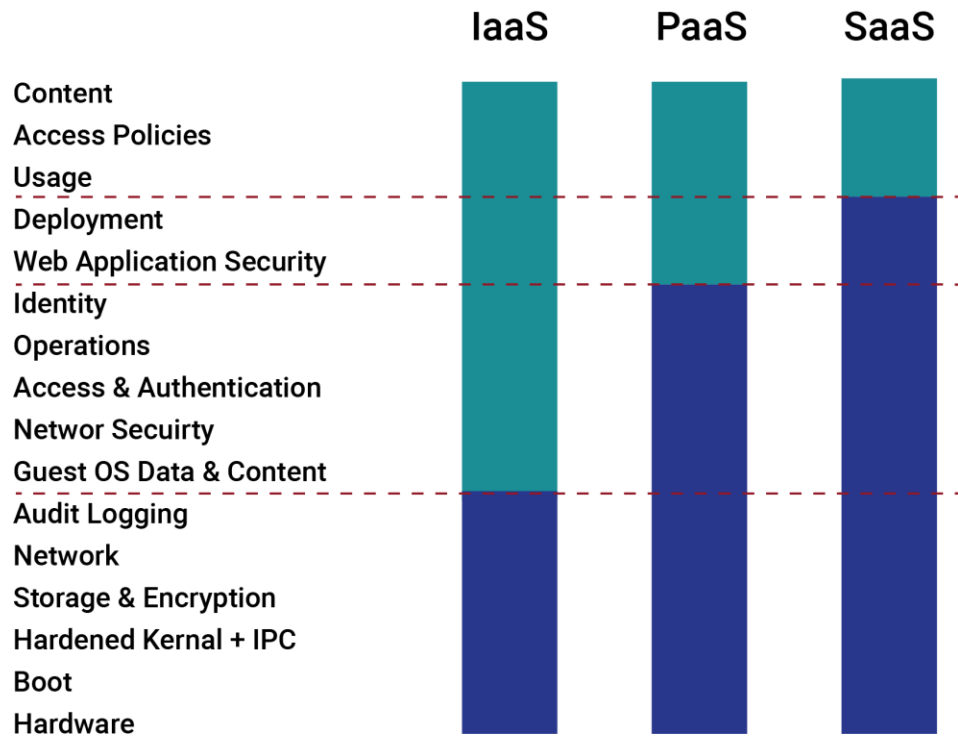 IaaS PaaS SaaS
Content
Access Policies
Usage
Deployment
Web Application Security
Identity
Operations
Access & Authentication
Networ Secuirty
Guest OS Data & Content
Audit Logging
Network
Storage & Encryption
Hardened Kernal + IPC
Boot
Hardware